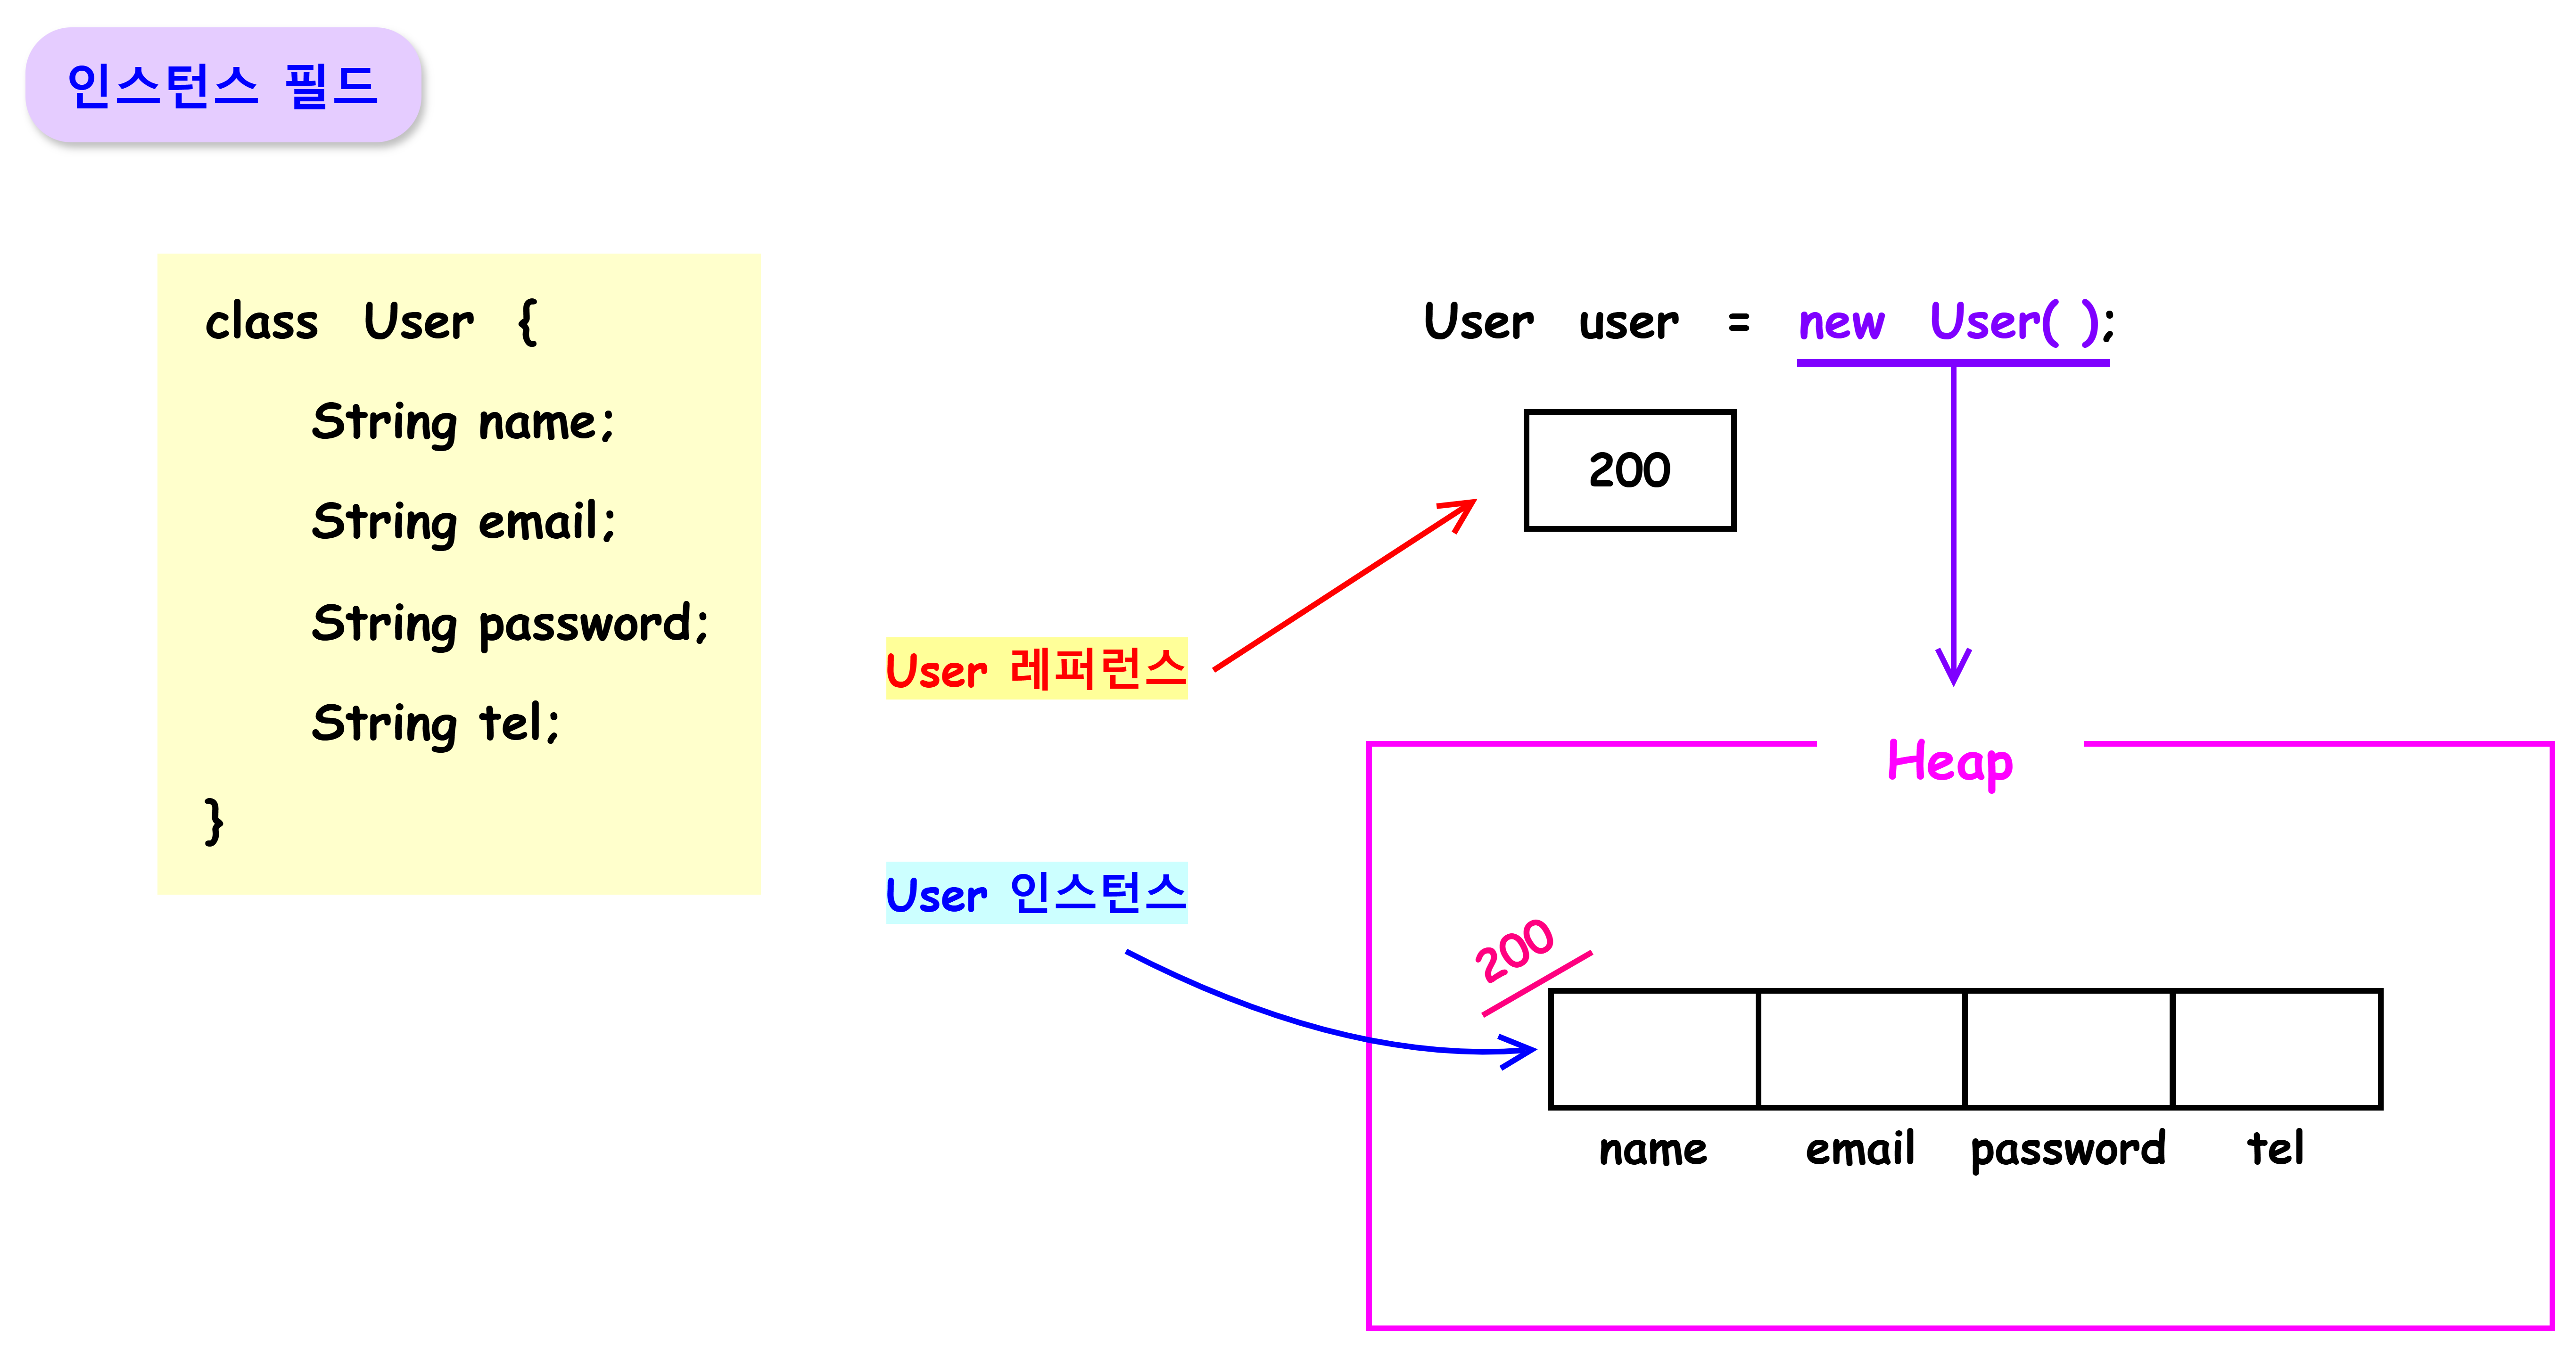 인스턴스 필드
class User {
String name;
String email;
String password;
String tel;
}
User user = new User( );
200
User 레퍼런스
Heap
User 인스턴스
200
name email password tel